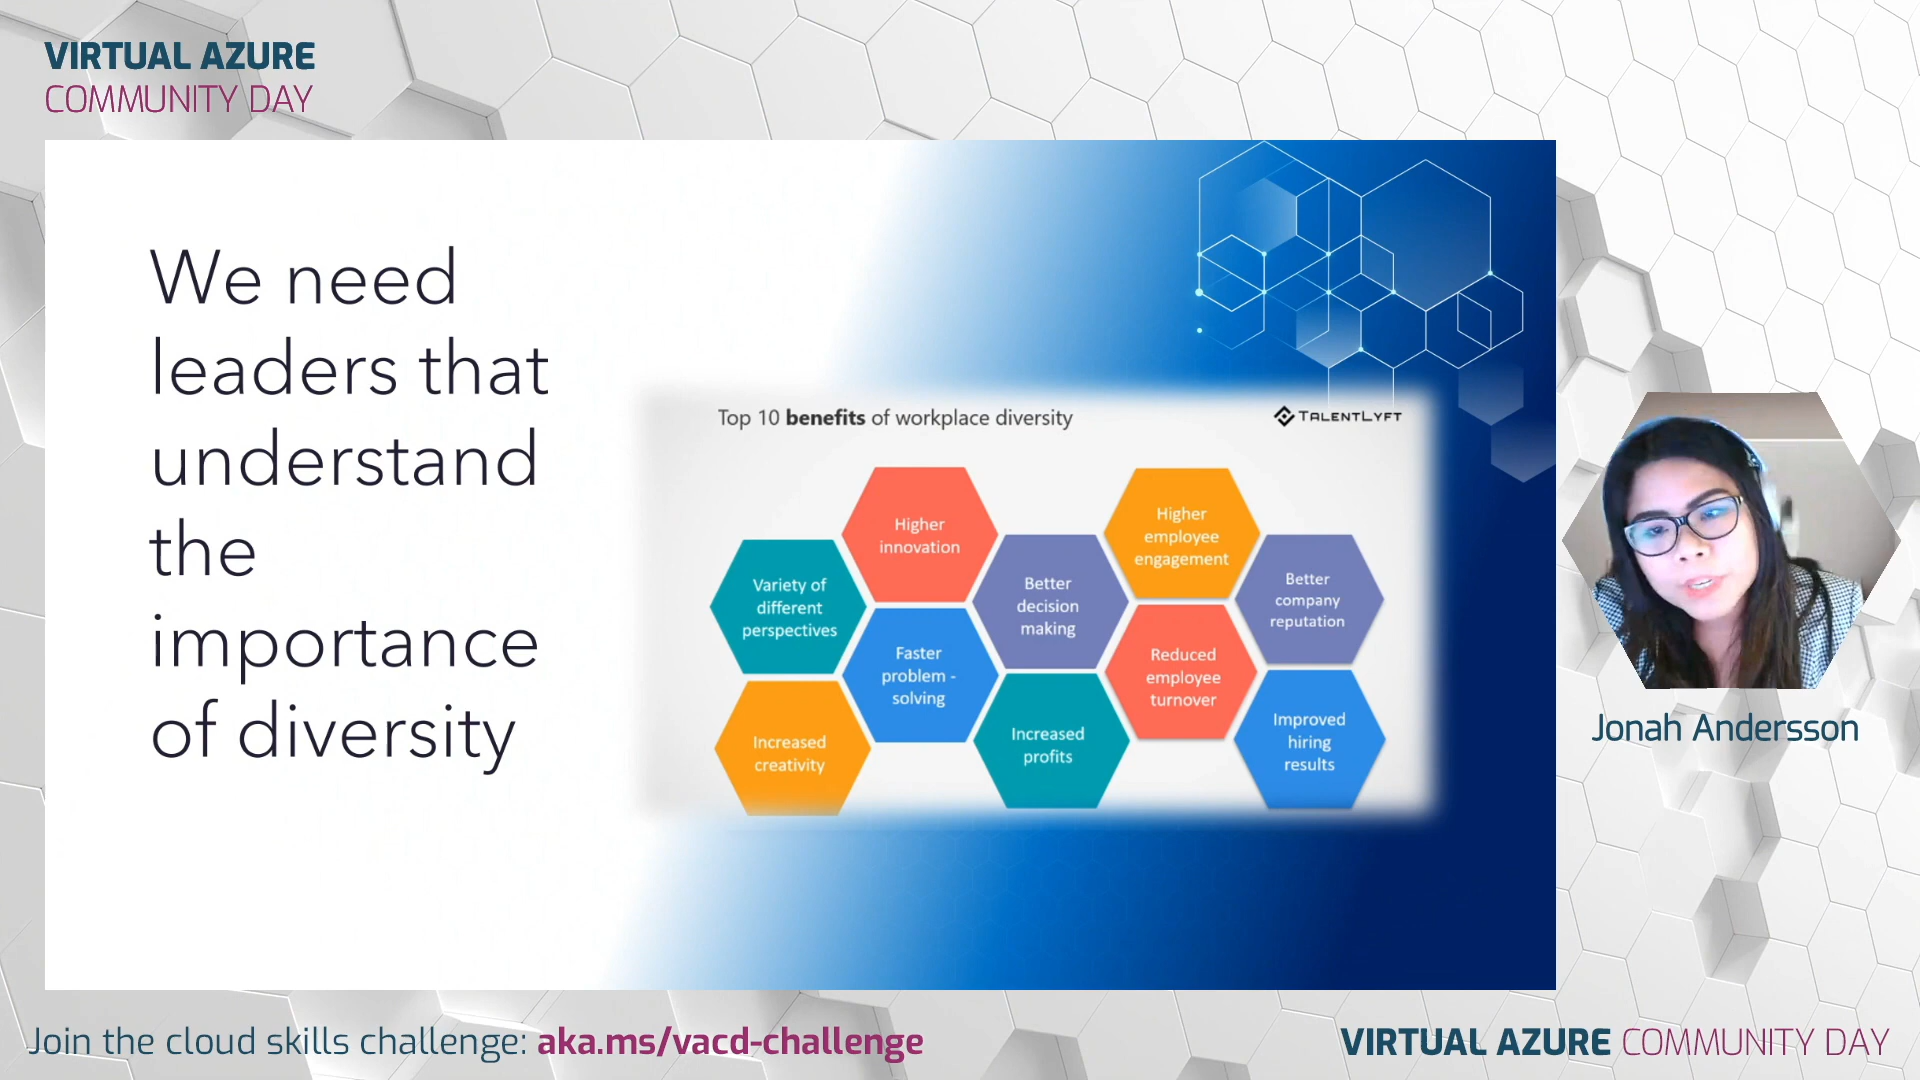 VIRTUAL AZURE
COMMUNITY DAY
We need
leaders that
understand
the
importance
of diversity
Top 10 benefits of workplace diversity
TALENTLYFT
Variety of
different
perspectives
Higher
innovation
Better
decision
making
Higher
employee
engagement
Better
company
reputation
Increased
creativity
Faster
problem -
solving
Increased
profits
Reduced
employee
turnover
Improved
hiring
results
Jonah Andersson
Join the cloud skills challenge: aka.ms/vacd-challenge
VIRTUAL AZURE COMMUNITY DAY